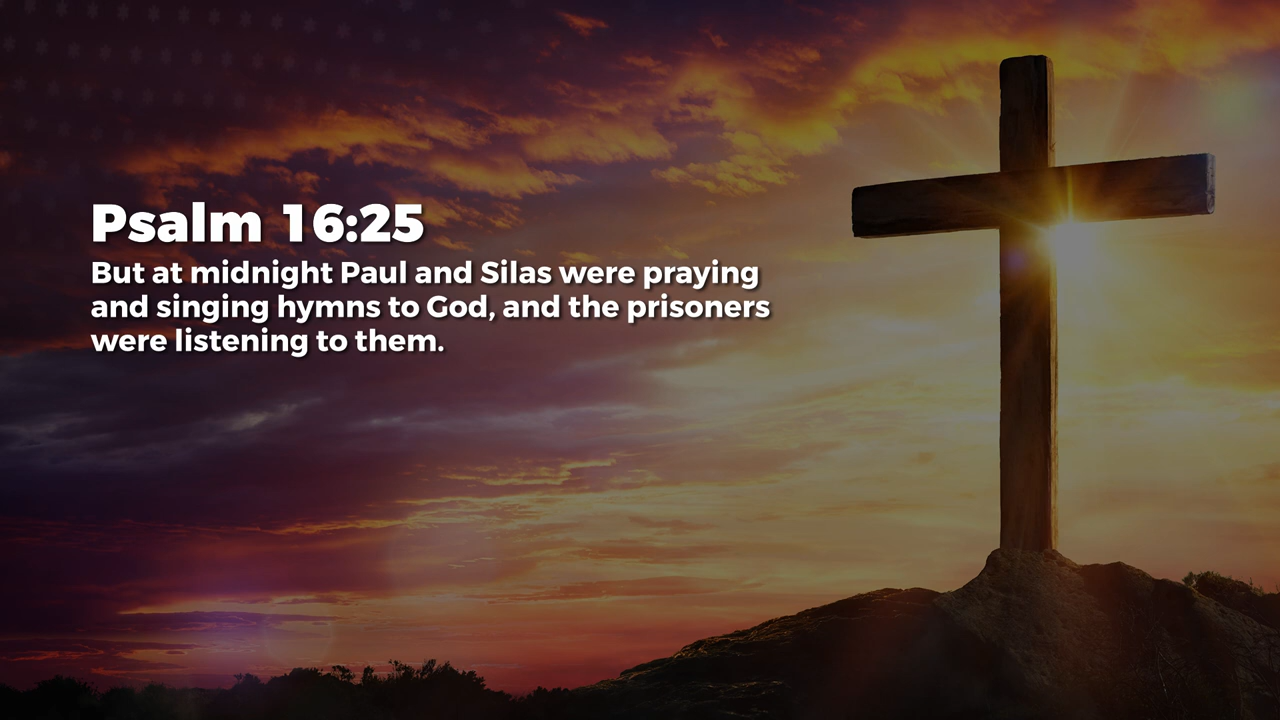 Psalm 16:25
But at midnight Paul and Silas were praying
and singing hymns to God, and the prisoners
were listening to them.